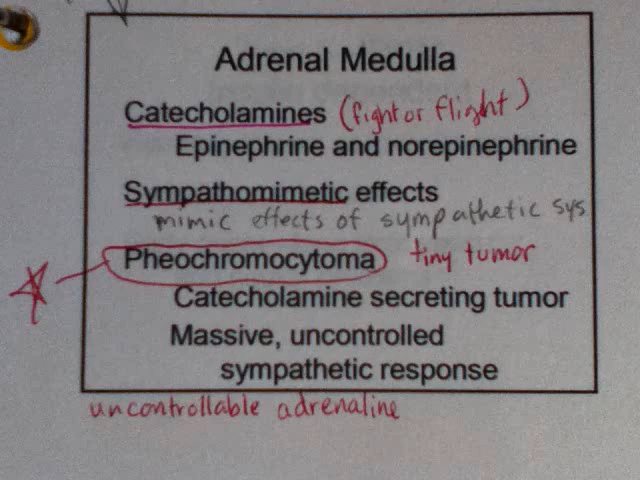 Adrenal Medulla
Catecholamines (fight or flight)
Epinephrine and norepinephrine
Sympathomimetic effects
mimic effects of sympathetic sys
Pheochromocytoma tiny tumor
Catecholamine secreting tumor
Massive, uncontrolled
sympathetic response
uncontrollable adrenaline